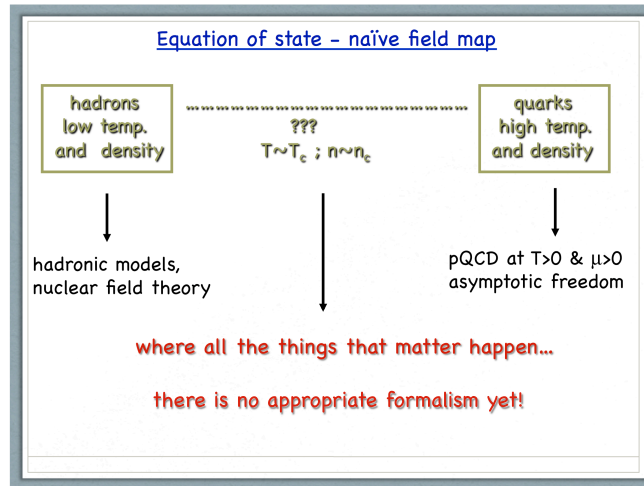 Equation of state - naïve field map
hadrons
low temp.
and density
................................................
???
T~Tc ; n~nc
quarks
high temp.
and density
hadronic models,
nuclear field theory
pQCD at T>0 & μ>0
asymptotic freedom
where all the things that matter happen...
there is no appropriate formalism yet!